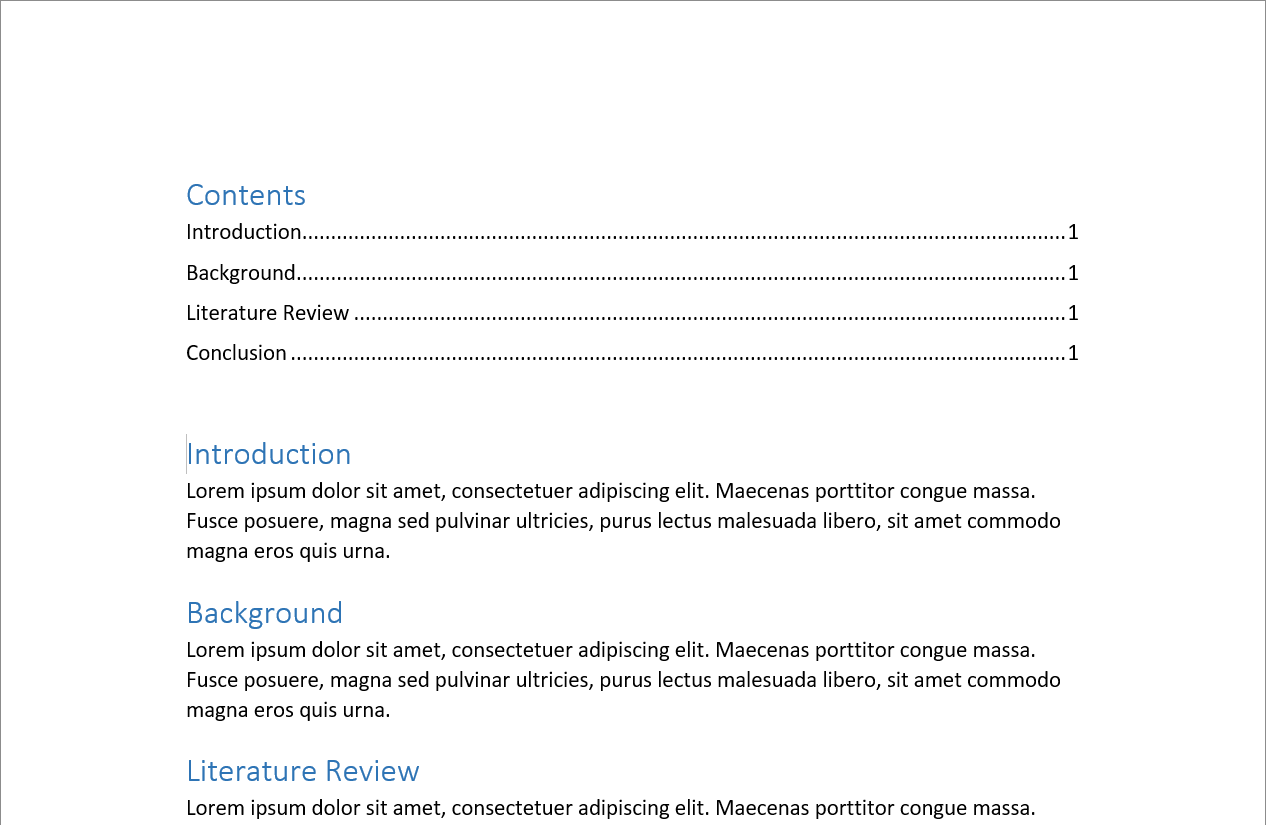 Contents
Introduction..........................................................................................................................................1
Background...........................................................................................................................................1
Literature Review .................................................................................................................................1
Conclusion ............................................................................................................................................1
Introduction
Lorem ipsum dolor sit amet, consectetuer adipiscing elit. Maecenas porttitor congue massa.
Fusce posuere, magna sed pulvinar ultricies, purus lectus malesuada libero, sit amet commodo
magna eros quis urna.
Background
Lorem ipsum dolor sit amet, consectetuer adipiscing elit. Maecenas porttitor congue massa.
Fusce posuere, magna sed pulvinar ultricies, purus lectus malesuada libero, sit amet commodo
magna eros quis urna.
Literature Review
Lorem ipsum dolor sit amet, consectetuer adipiscing elit. Maecenas porttitor congue massa.